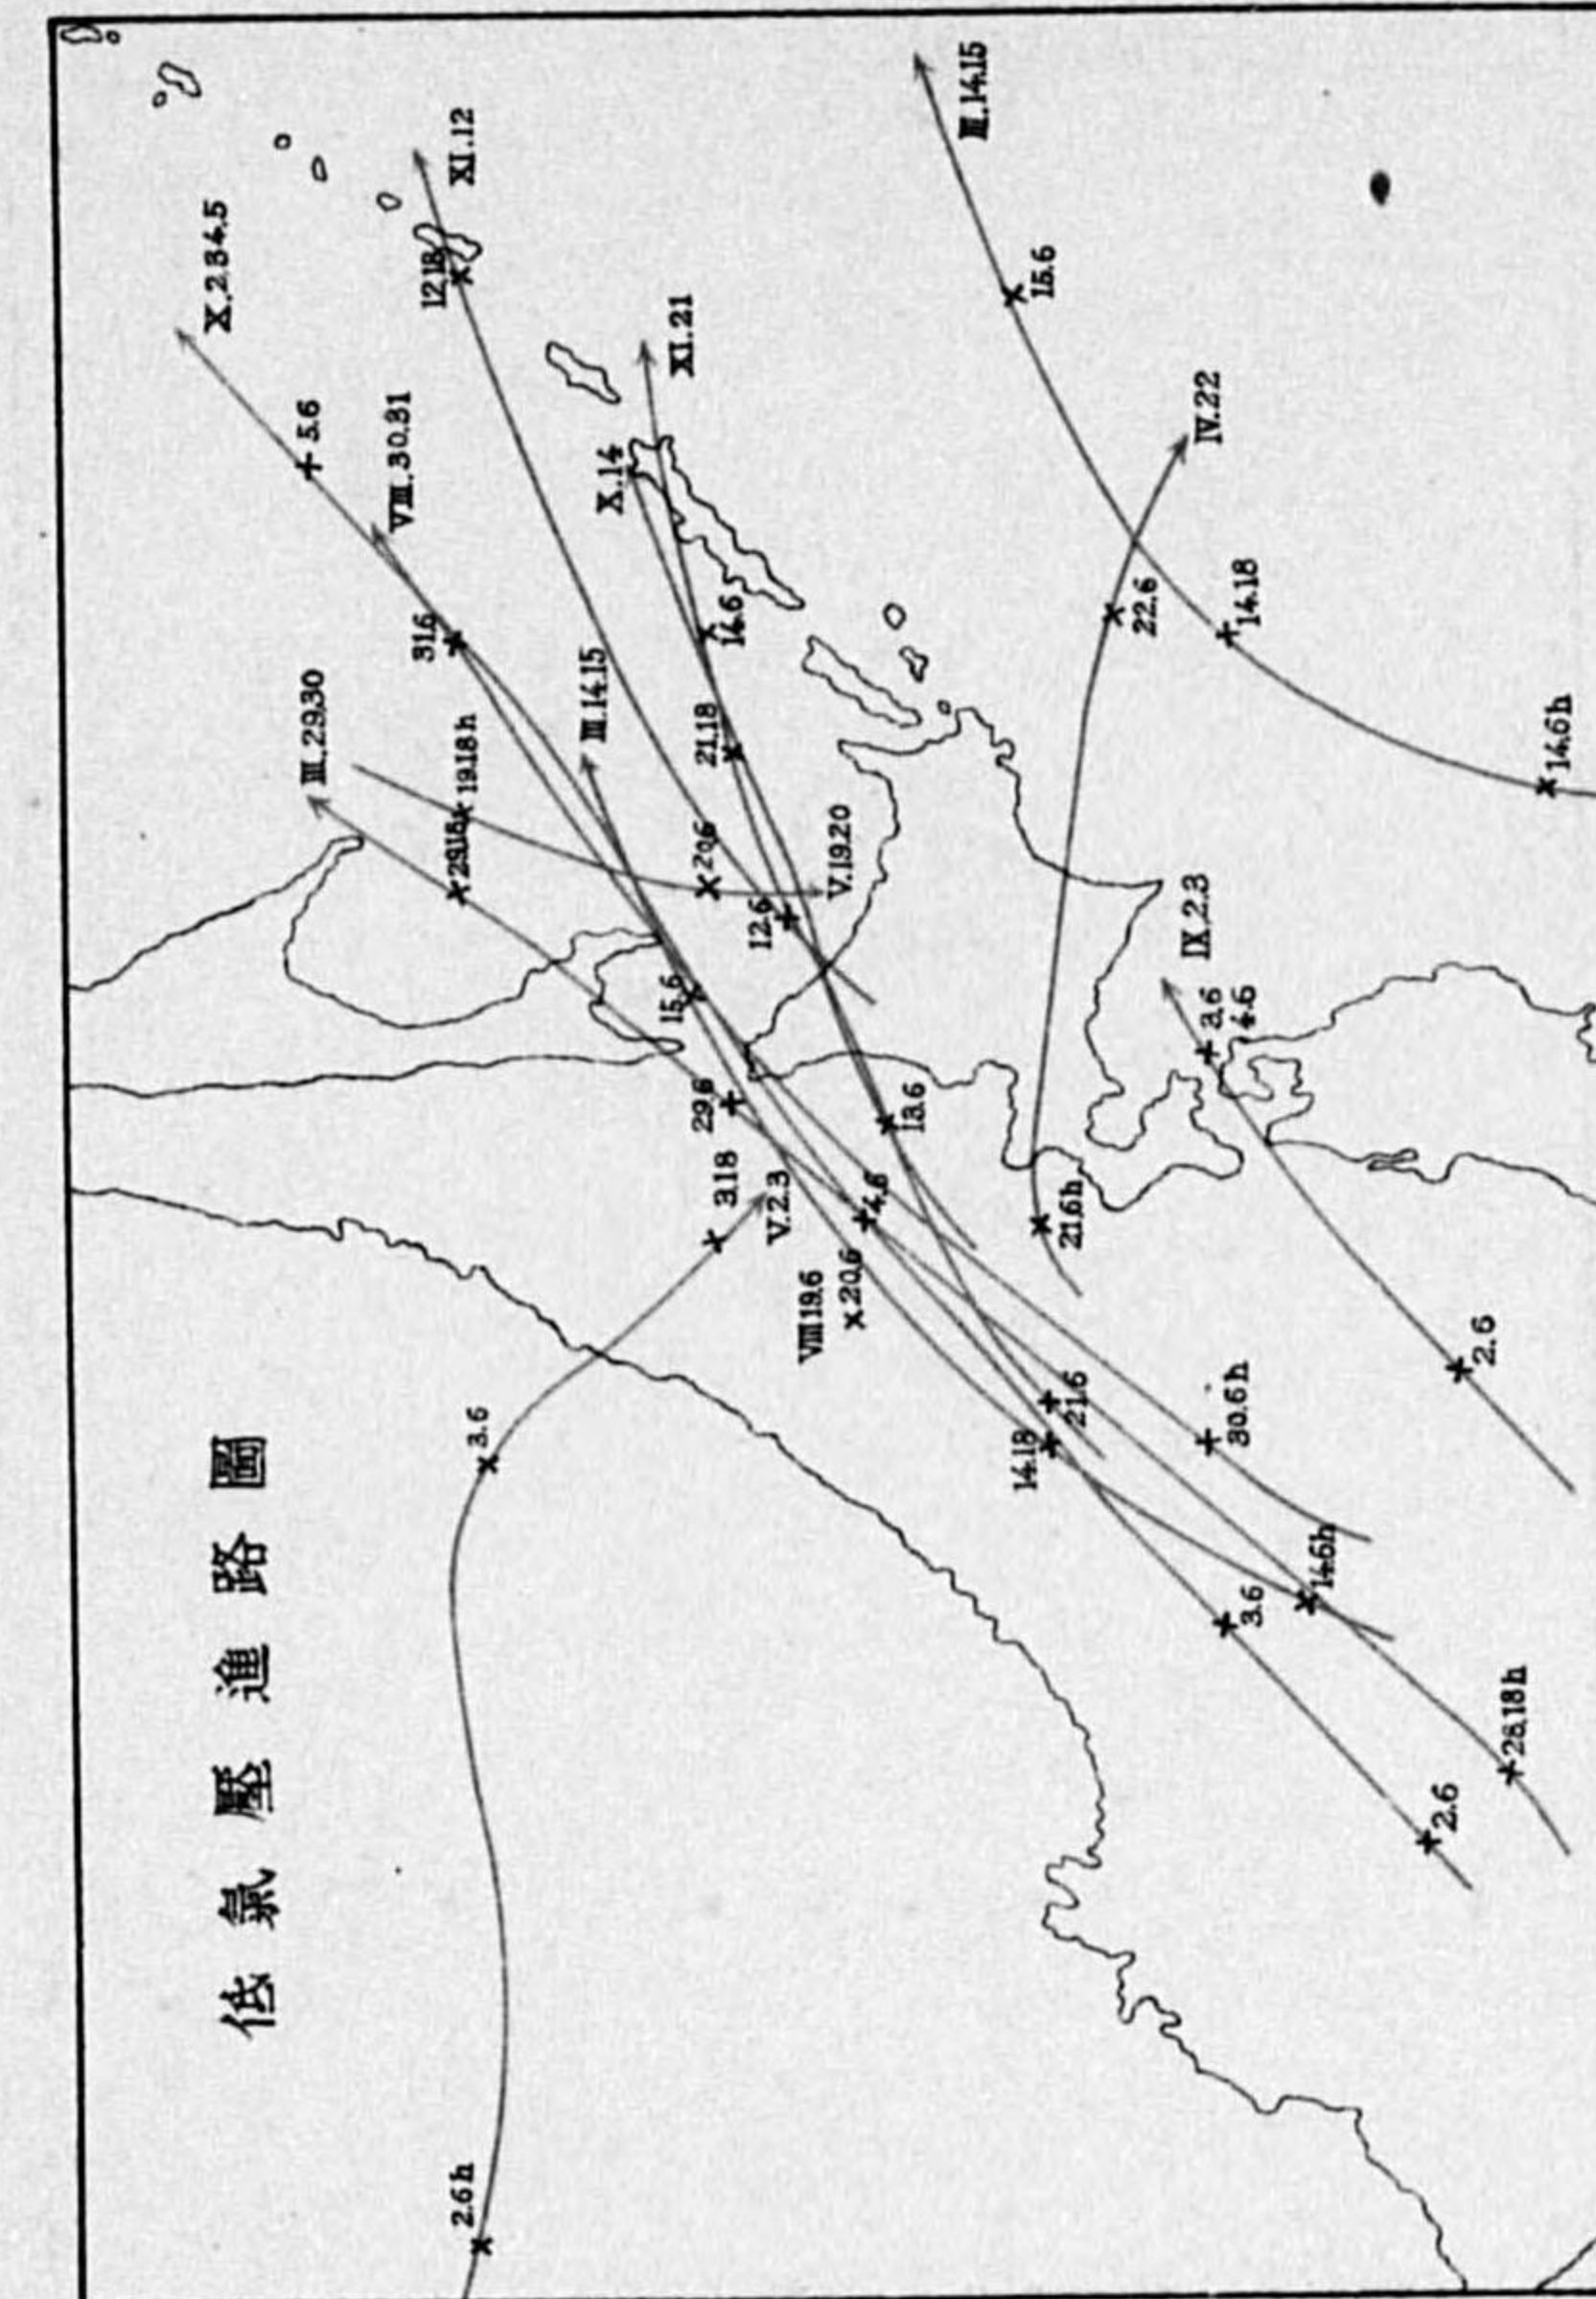 低氣壓進路圖
X.2.3.4.5
5.6
VIII.30.31
31.6
III.29.30
19.18h
29.18
XI.12
12.18
XI.21
X.14
14.6
21.18
III.14.15
20.6
V.19.20
12.6
15.6
29.6
3.18
V.2.3
13.6
4.6
VIII 19.6
20.6
III.14.15
15.6
IV.22
22.6
14.18
14.6h
IX.2.3
3.6
4.6
21.6h
2.6
30.6h
21.6
14.18
14.6h
3.6
28.18h
2.6
3.6
2.6h